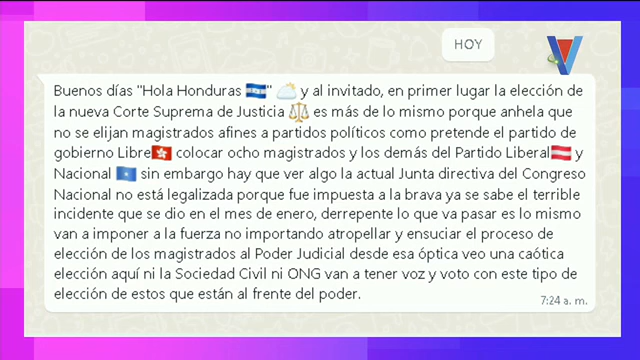 HOY
Buenos días "Hola Honduras 🇭🇳" 🌥️ y al invitado, en primer lugar la elección de
la nueva Corte Suprema de Justicia ⚖️ es más de lo mismo porque anhela que
no se elijan magistrados afines a partidos políticos como pretende el partido de
gobierno Libre🇭🇰 colocar ocho magistrados y los demás del Partido Liberal🇦🇹 y
Nacional 🇸🇴 sin embargo hay que ver algo la actual Junta directiva del Congreso
Nacional no está legalizada porque fue impuesta a la brava ya se sabe el terrible
incidente que se dio en el mes de enero, derrepente lo que va pasar es lo mismo
van a imponer a la fuerza no importando atropellar y ensuciar el proceso de
elección de los magistrados al Poder Judicial desde esa óptica veo una caótica
elección aquí ni la Sociedad Civil ni ONG van a tener voz y voto con este tipo de
elección de estos que están al frente del poder.
7:24 a. m.